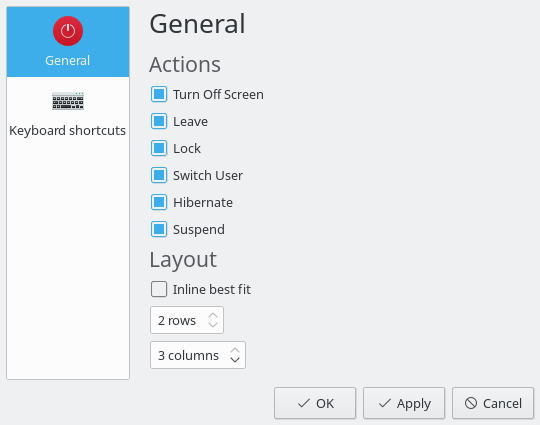 General
Keyboard shortcuts
General
Actions
Turn Off Screen
Leave
Lock
Switch User
Hibernate
Suspend
Layout
Inline best fit
2 rows
3 columns
OK
Apply
Cancel